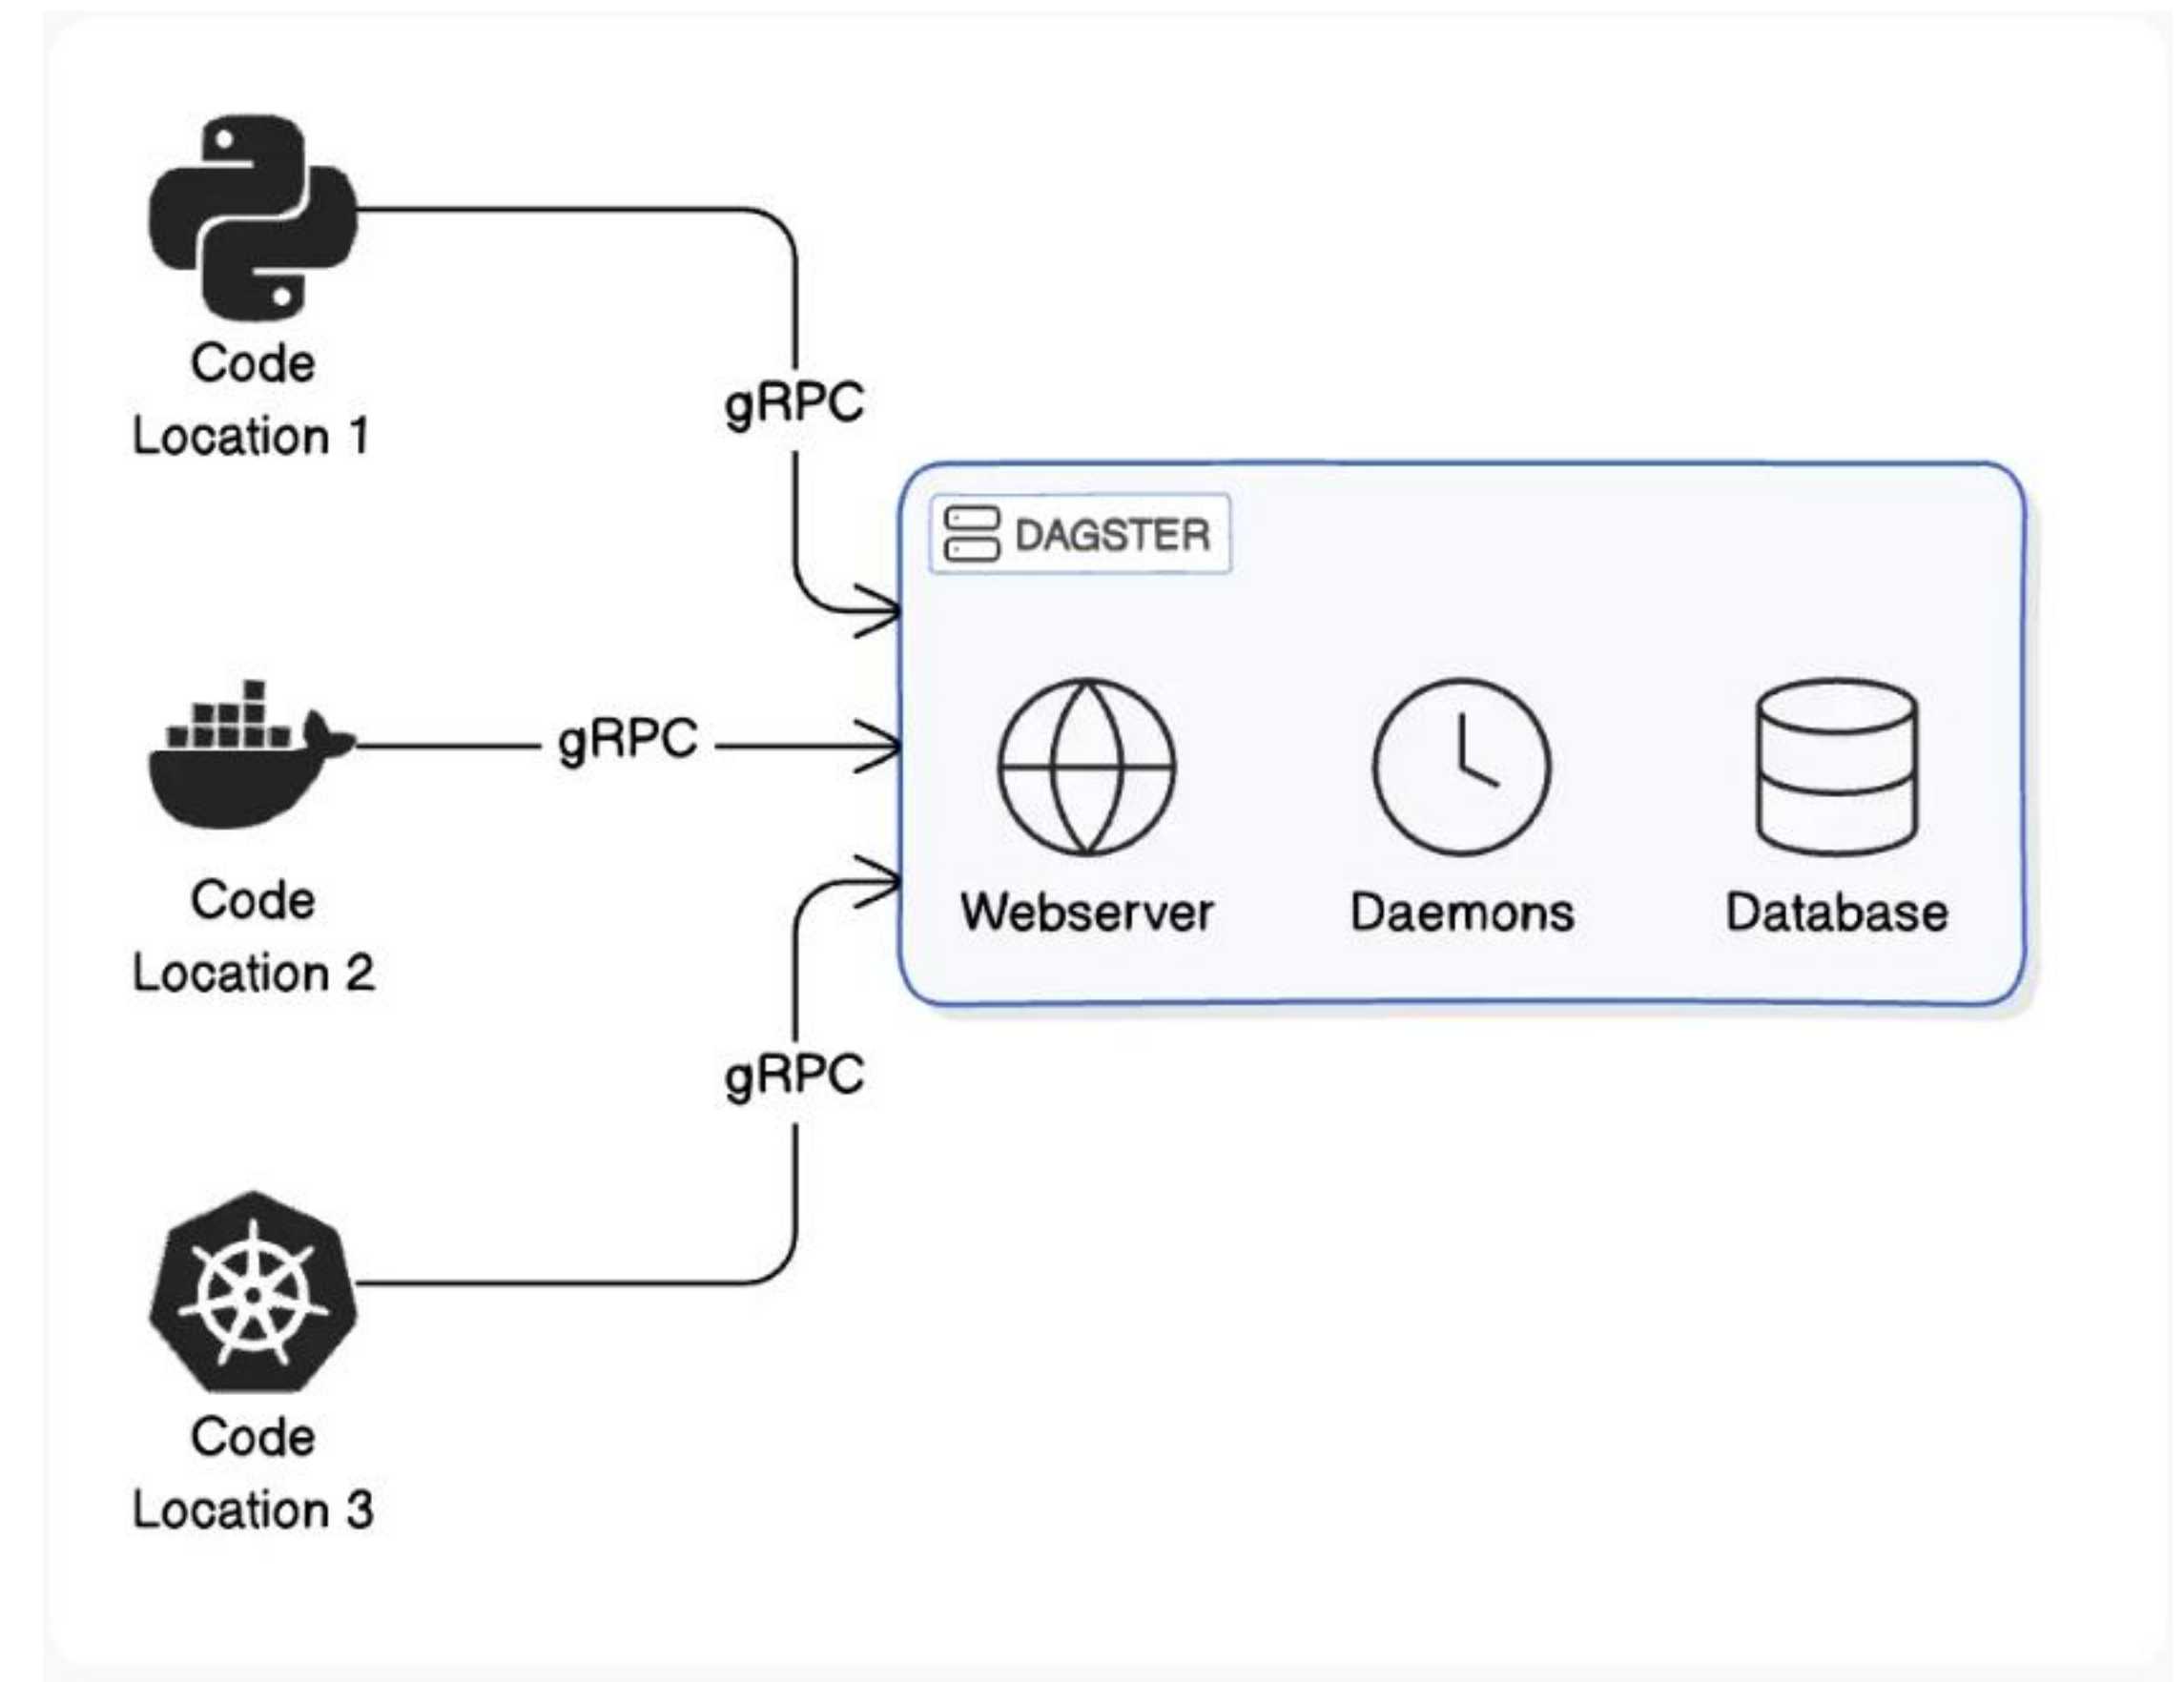 Code
Location 1
gRPC
DAGSTER
gRPC
Code
Location 2
Webserver
Daemons
Database
gRPC
Code
Location 3